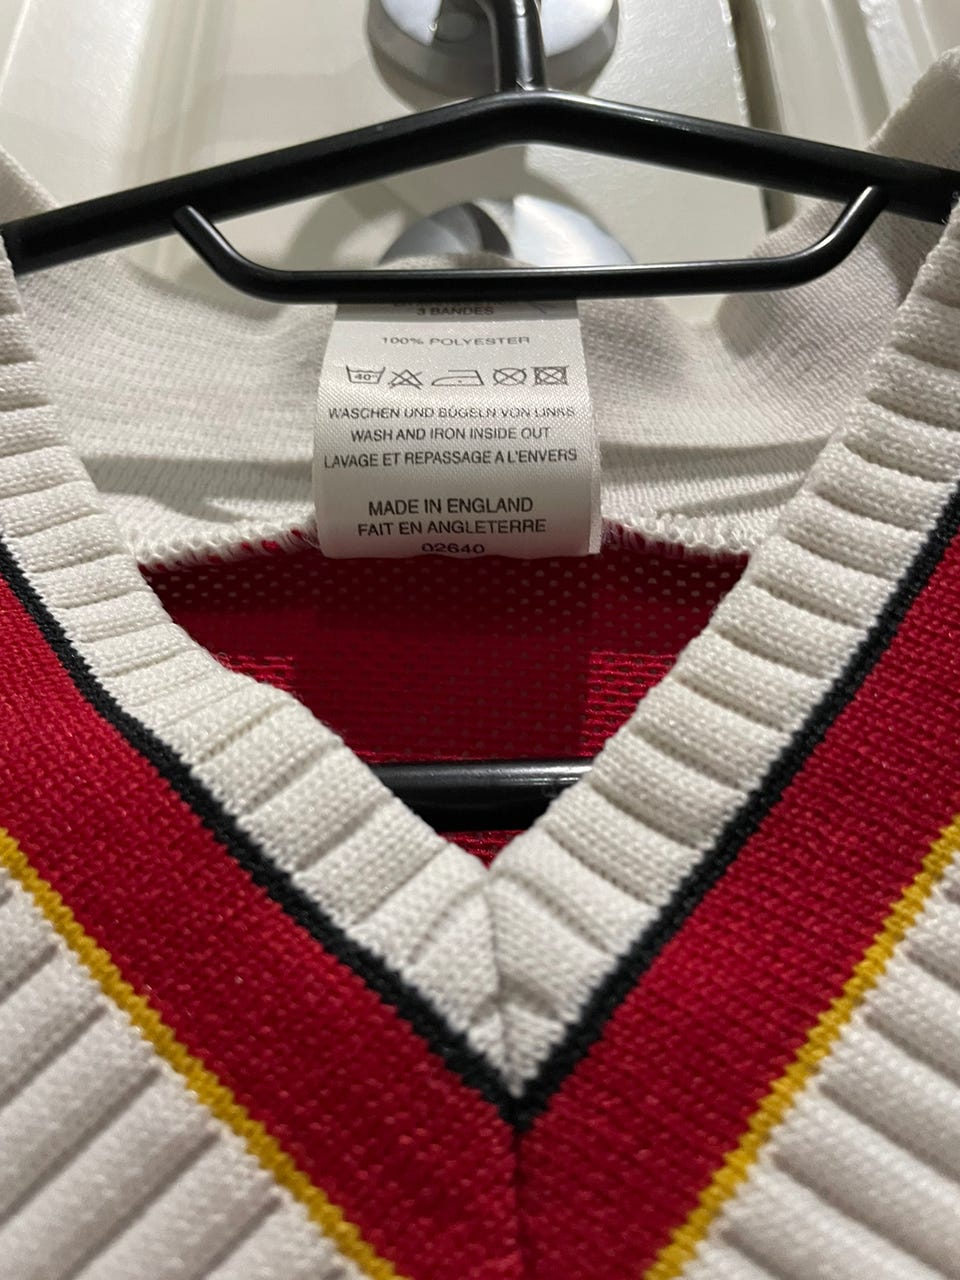 3 BANDES
100% POLYESTER
40°
WASCHEN UND BÜGELN VON LINKS
WASH AND IRON INSIDE OUT
LAVAGE ET REPASSAGE A L'ENVERS
MADE IN ENGLAND
FAIT EN ANGLETERRE
02640